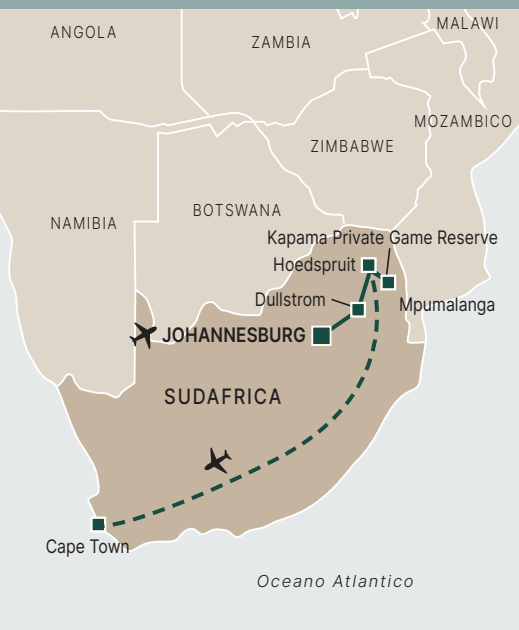 MALAWI
ANGOLA
ZAMBIA
MOZAMBICO
ZIMBABWE
BOTSWANA
NAMIBIA
Kapama Private Game Reserve
Hoedspruit
Dullstrom
Mpumalanga
JOHANNESBURG
SUDAFRICA
Cape Town
Oceano Atlantico